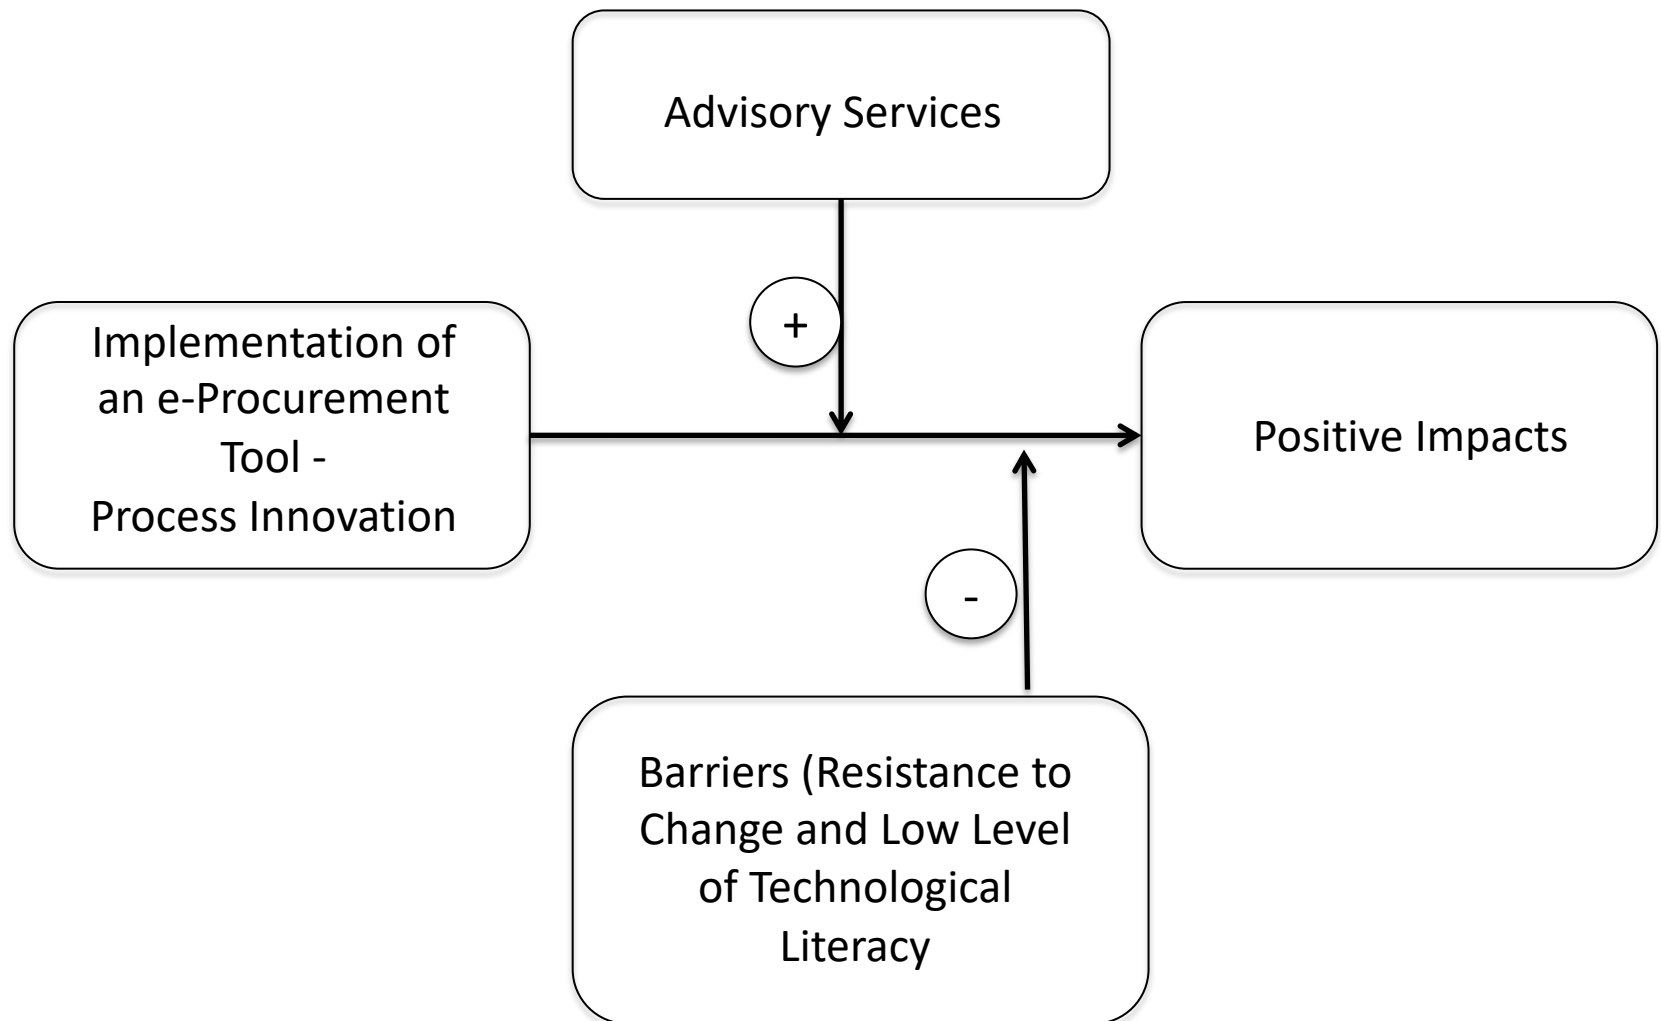 Advisory Services
+
Implementation of
an e-Procurement
Tool -
Process Innovation
Positive Impacts
-
Barriers (Resistance to
Change and Low Level
of Technological
Literacy